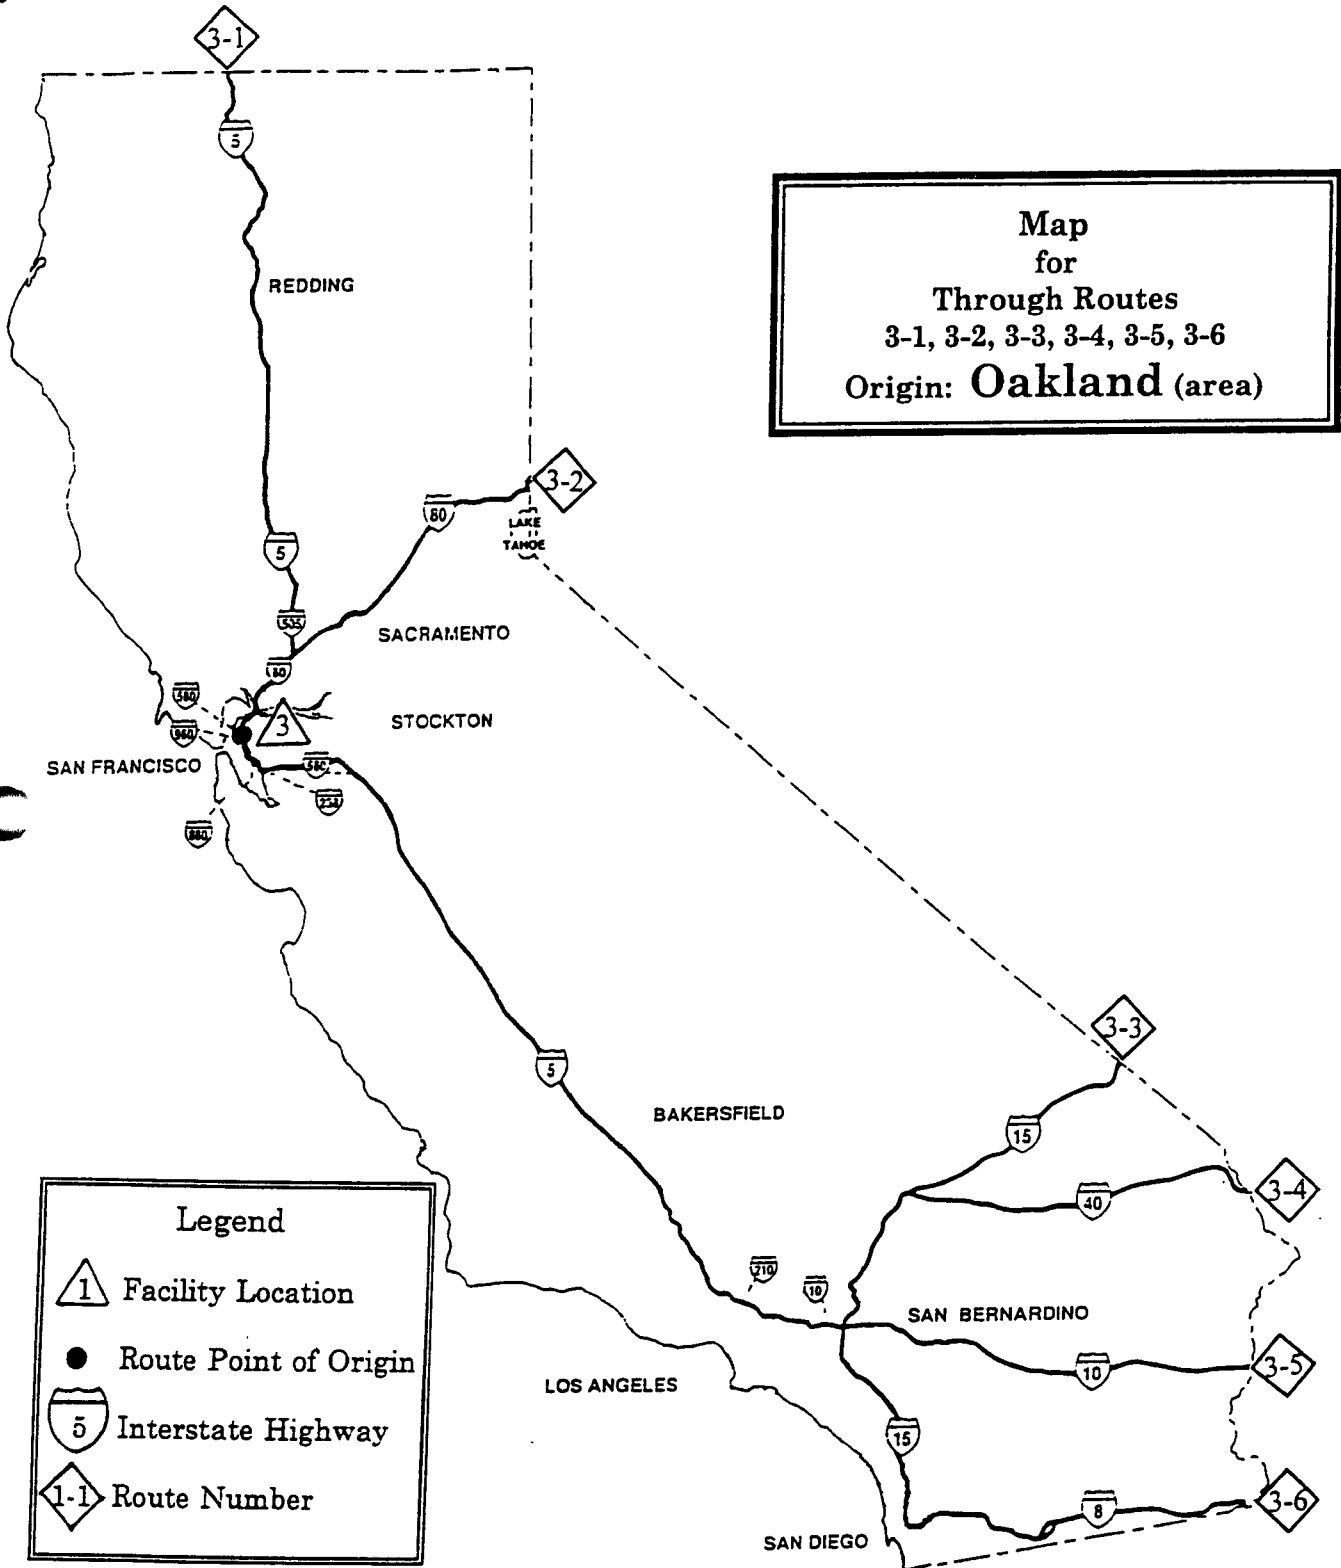 3-1
5
REDDING
Map
for
Through Routes
3-1, 3-2, 3-3, 3-4, 3-5, 3-6
Origin: Oakland (area)
3-2
80
LAKE
TAHOE
5
505
SACRAMENTO
80
580
3
STOCKTON
980
SAN FRANCISCO
580
238
880
3-3
5
BAKERSFIELD
15
3-4
40
Legend
1 Facility Location
Route Point of Origin
5 Interstate Highway
1-1 Route Number
210
10
SAN BERNARDINO
3-5
10
LOS ANGELES
15
3-6
8
SAN DIEGO